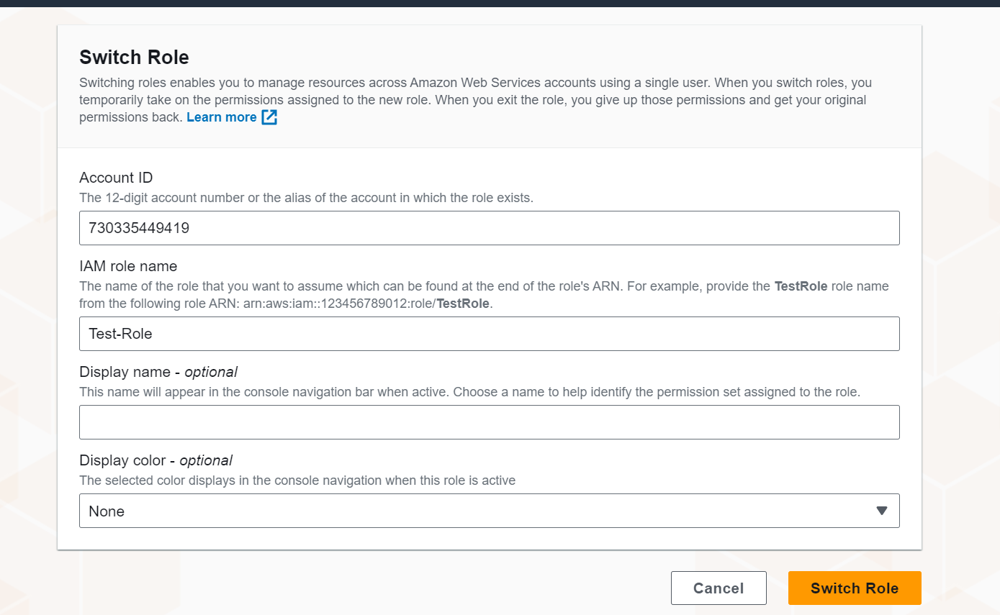 Switch Role
Switching roles enables you to manage resources across Amazon Web Services accounts using a single user. When you switch roles, you
temporarily take on the permissions assigned to the new role. When you exit the role, you give up those permissions and get your original
permissions back. Learn more
Account ID
The 12-digit account number or the alias of the account in which the role exists.
730335449419
IAM role name
The name of the role that you want to assume which can be found at the end of the role's ARN. For example, provide the TestRole role name
from the following role ARN: arn:aws:iam::123456789012:role/TestRole.
Test-Role
Display name - optional
This name will appear in the console navigation bar when active. Choose a name to help identify the permission set assigned to the role.
Display color - optional
The selected color displays in the console navigation when this role is active
None
Cancel
Switch Role